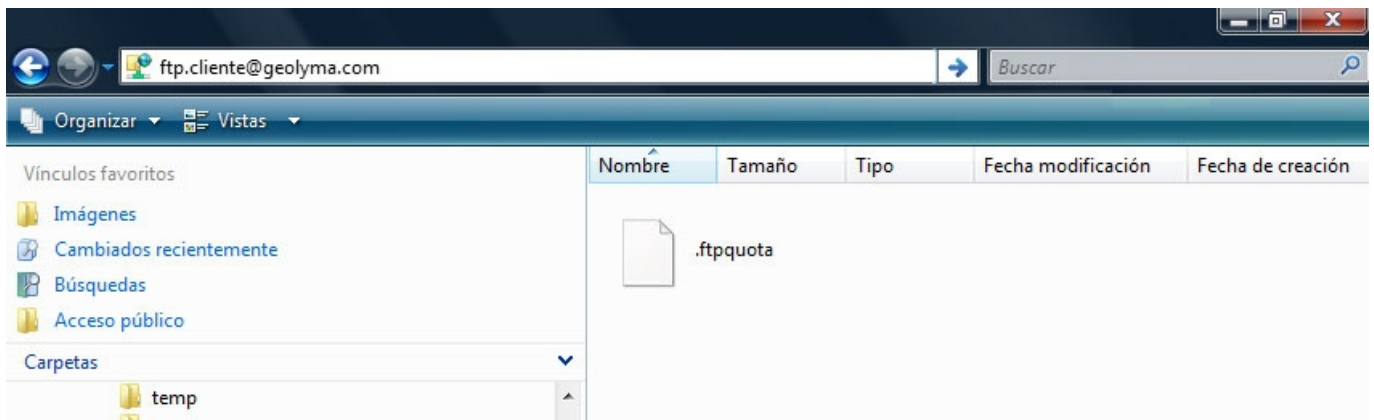 ftp.cliente@geolyma.com
Buscar
Organizar Vistas
Vínculos favoritos
Imágenes
Cambiados recientemente
Búsquedas
Acceso público
Carpetas
temp
Nombre Tamaño Tipo Fecha modificación Fecha de creación
.ftpquota